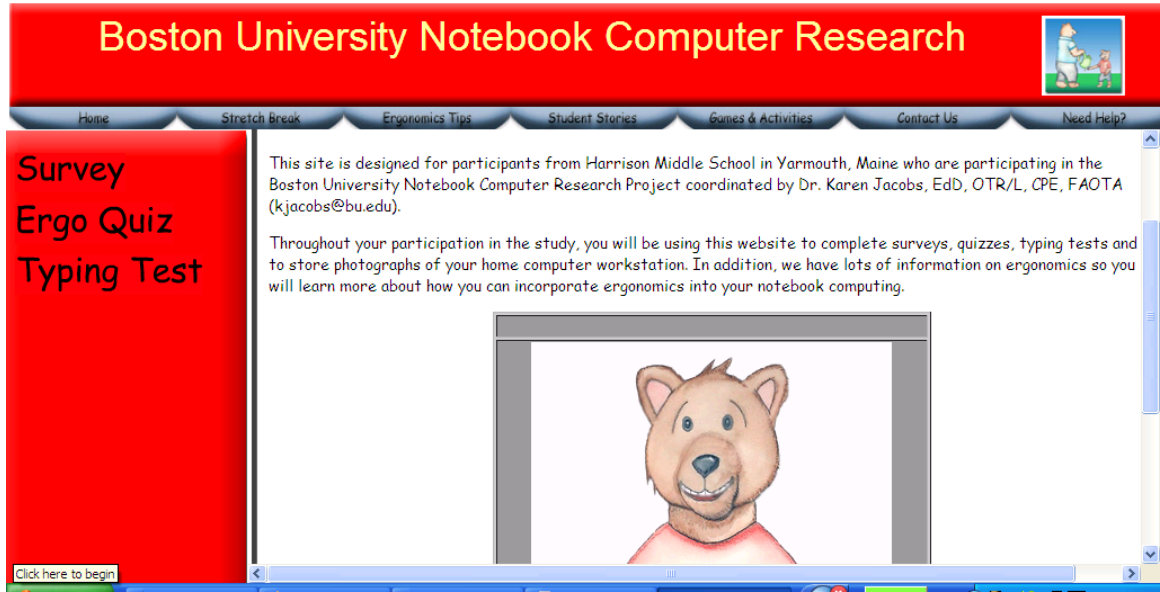 Boston University Notebook Computer Research
Home Stretch Break Ergonomics Tips Student Stories Games & Activities Contact Us Need Help?
Survey
Ergo Quiz
Typing Test
This site is designed for participants from Harrison Middle School in Yarmouth, Maine who are participating in the
Boston University Notebook Computer Research Project coordinated by Dr. Karen Jacobs, EdD, OTR/L, CPE, FAOTA
(kjacobs@bu.edu).
Throughout your participation in the study, you will be using this website to complete surveys, quizzes, typing tests and
to store photographs of your home computer workstation. In addition, we have lots of information on ergonomics so you
will learn more about how you can incorporate ergonomics into your notebook computing.
Click here to begin